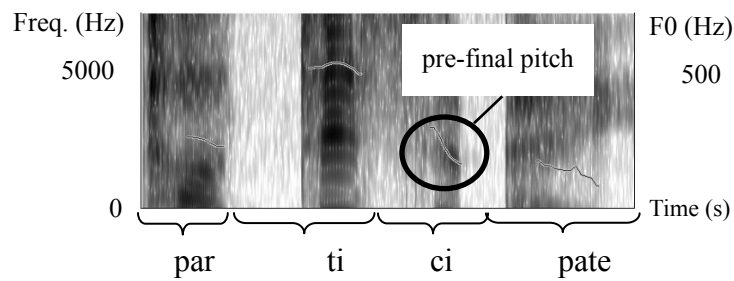 Freq. (Hz)
F0 (Hz)
pre-final pitch
5000
500
0
Time (s)
par
ti
ci
pate